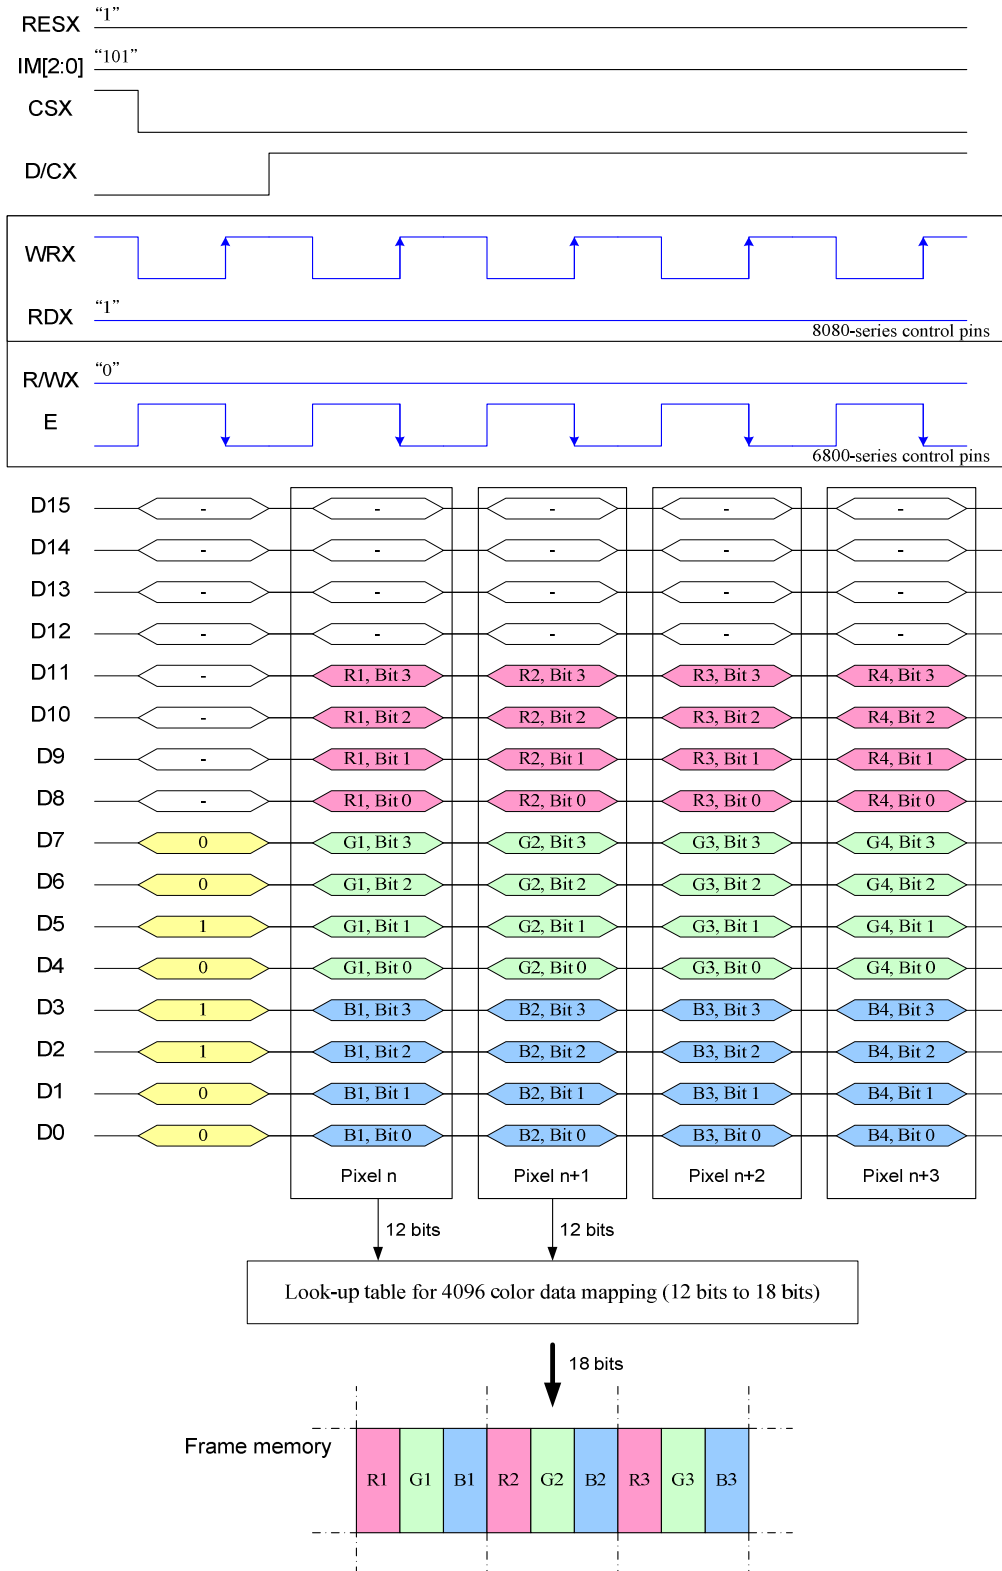 RESX “1”
IM[2:0] “101”
CSX
D/CX
WRX
RDX “1”
8080-series control pins
R/WX “0”
E
6800-series control pins
D15 - - - - -
D14 - - - - -
D13 - - - - -
D12 - - - - -
D11 - R1, Bit 3 R2, Bit 3 R3, Bit 3 R4, Bit 3
D10 - R1, Bit 2 R2, Bit 2 R3, Bit 2 R4, Bit 2
D9 - R1, Bit 1 R2, Bit 1 R3, Bit 1 R4, Bit 1
D8 - R1, Bit 0 R2, Bit 0 R3, Bit 0 R4, Bit 0
D7 0 G1, Bit 3 G2, Bit 3 G3, Bit 3 G4, Bit 3
D6 0 G1, Bit 2 G2, Bit 2 G3, Bit 2 G4, Bit 2
D5 1 G1, Bit 1 G2, Bit 1 G3, Bit 1 G4, Bit 1
D4 0 G1, Bit 0 G2, Bit 0 G3, Bit 0 G4, Bit 0
D3 1 B1, Bit 3 B2, Bit 3 B3, Bit 3 B4, Bit 3
D2 1 B1, Bit 2 B2, Bit 2 B3, Bit 2 B4, Bit 2
D1 0 B1, Bit 1 B2, Bit 1 B3, Bit 1 B4, Bit 1
D0 0 B1, Bit 0 B2, Bit 0 B3, Bit 0 B4, Bit 0
Pixel n Pixel n+1 Pixel n+2 Pixel n+3
12 bits 12 bits
Look-up table for 4096 color data mapping (12 bits to 18 bits)
18 bits
Frame memory
R1 G1 B1 R2 G2 B2 R3 G3 B3